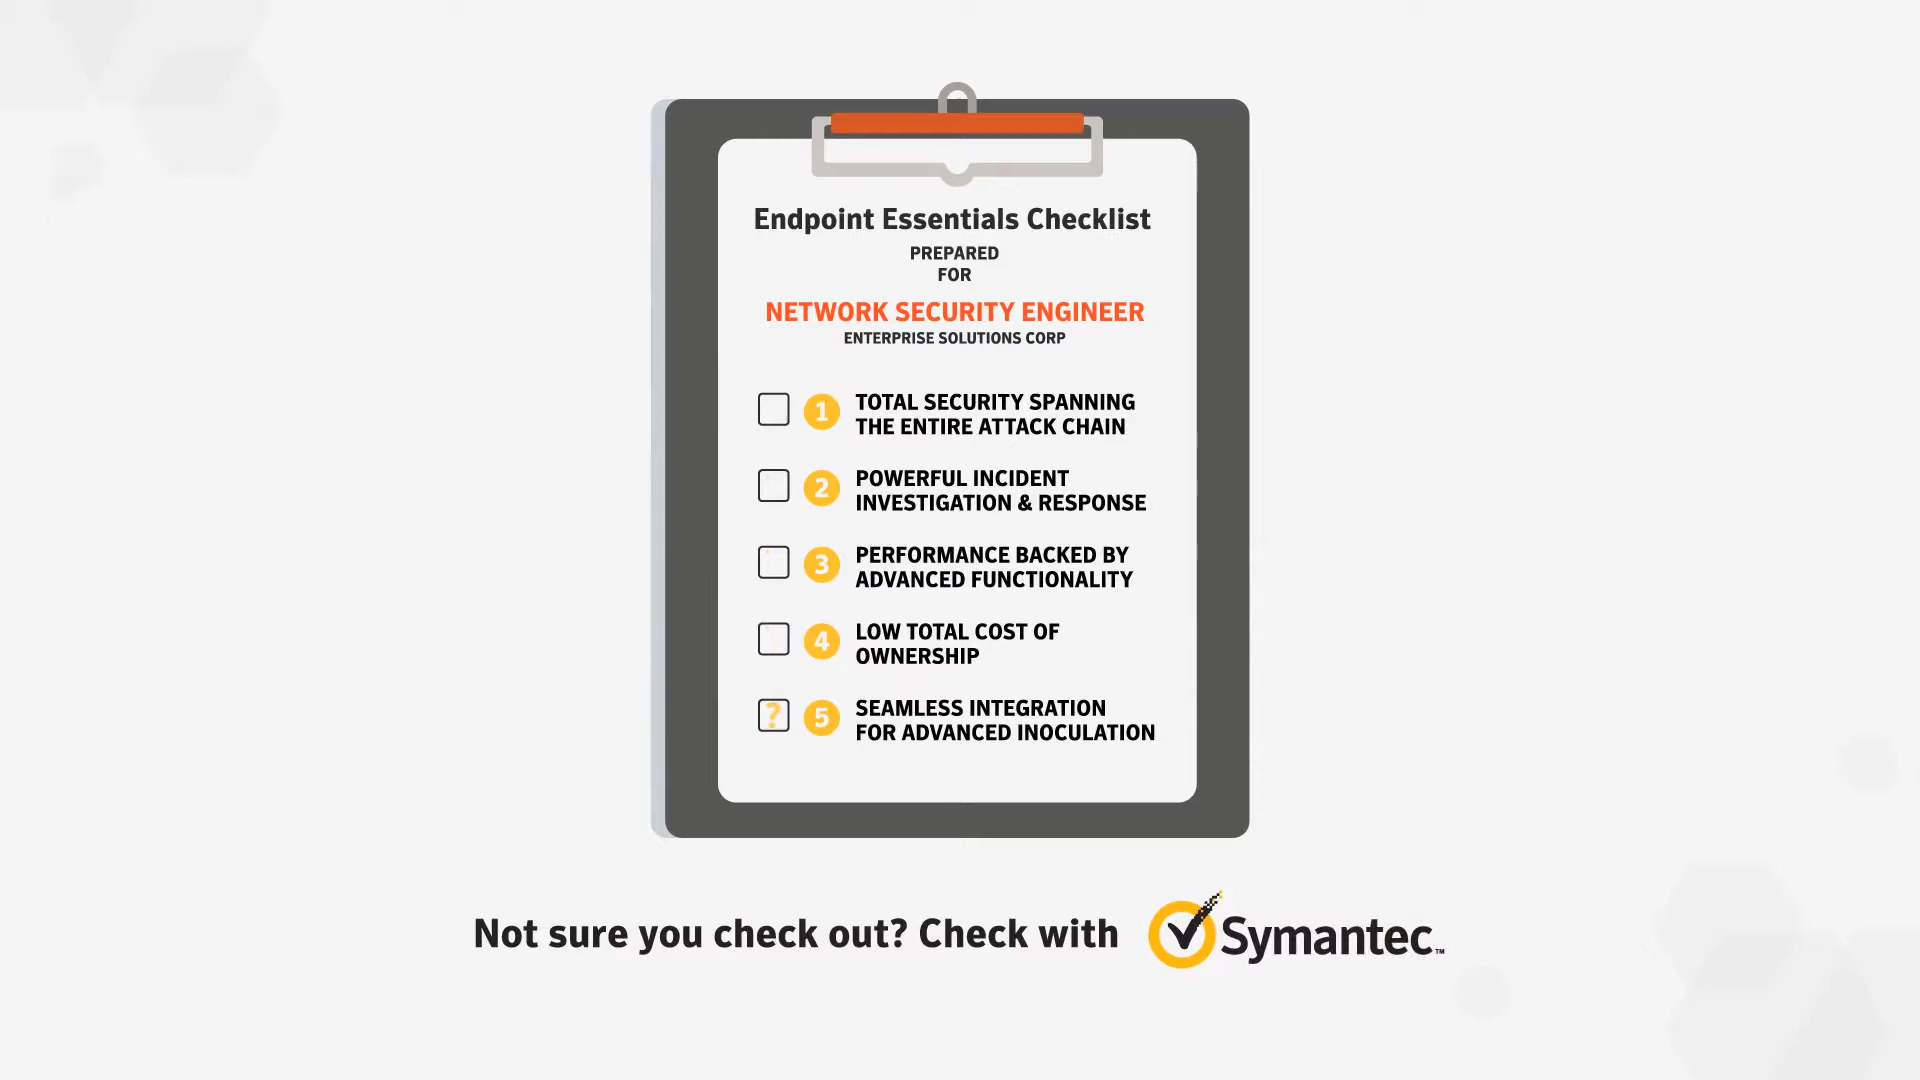 Endpoint Essentials Checklist
PREPARED
FOR
NETWORK SECURITY ENGINEER
ENTERPRISE SOLUTIONS CORP
1 TOTAL SECURITY SPANNING
THE ENTIRE ATTACK CHAIN
2 POWERFUL INCIDENT
INVESTIGATION & RESPONSE
3 PERFORMANCE BACKED BY
ADVANCED FUNCTIONALITY
4 LOW TOTAL COST OF
OWNERSHIP
? 5 SEAMLESS INTEGRATION
FOR ADVANCED INOCULATION
Not sure you check out? Check with Symantec™